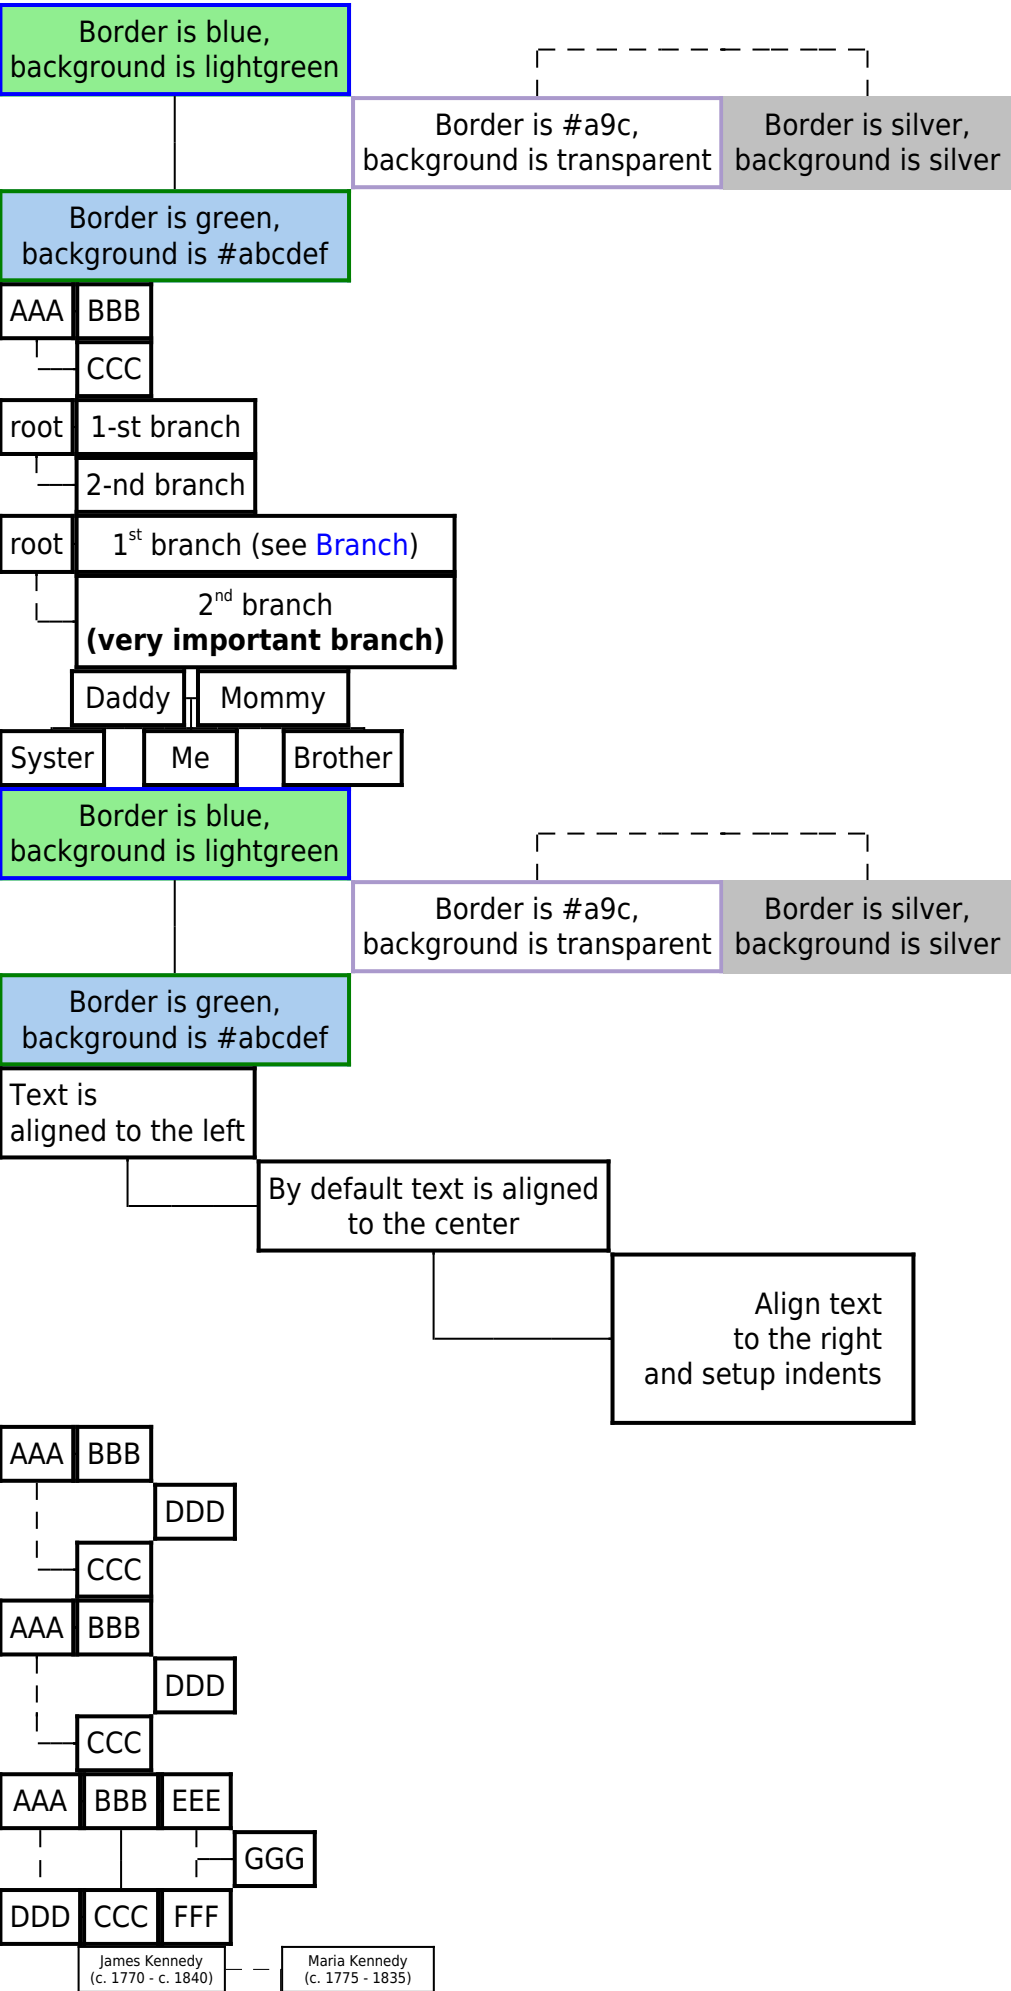 Border is blue,
background is lightgreen
Border is #a9c,
background is transparent
Border is silver,
background is silver
Border is green,
background is #abcdef
AAA BBB
CCC
root 1-st branch
2-nd branch
root 1st branch (see Branch)
2nd branch
(very important branch)
Daddy Mommy
Syster Me Brother
Border is blue,
background is lightgreen
Border is #a9c,
background is transparent
Border is silver,
background is silver
Border is green,
background is #abcdef
Text is
aligned to the left
By default text is aligned
to the center
Align text
to the right
and setup indents
AAA BBB
DDD
CCC
AAA BBB
DDD
CCC
AAA BBB EEE
GGG
DDD CCC FFF
James Kennedy
(c. 1770 - c. 1840)
Maria Kennedy
(c. 1775 - 1835)